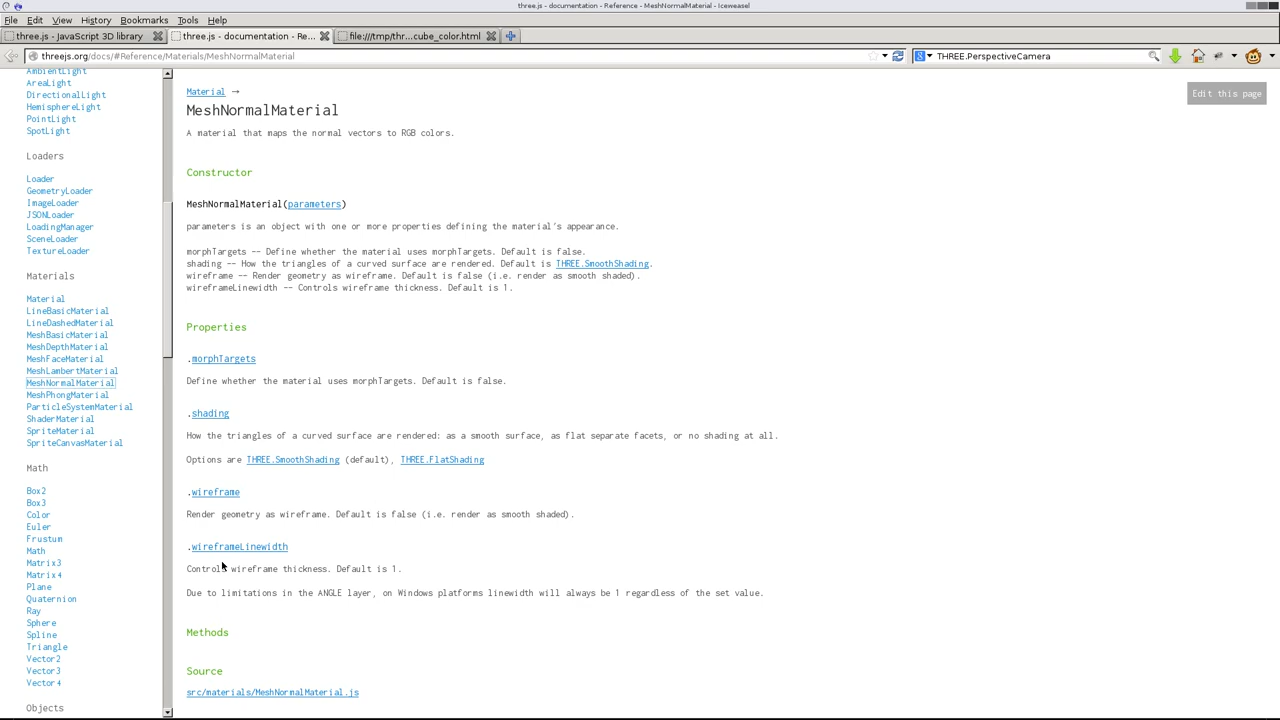 three.js - documentation - Reference - MeshNormalMaterial - Iceweasel
File Edit View History Bookmarks Tools Help
three.js - JavaScript 3D library
three.js - documentation - Re...
file:///tmp/thr...cube_color.html
threejs.org/docs/#Reference/Materials/MeshNormalMaterial
THREE.PerspectiveCamera
AmbientLight
AreaLight
DirectionalLight
HemisphereLight
PointLight
SpotLight
Loaders
Loader
GeometryLoader
ImageLoader
JSONLoader
LoadingManager
SceneLoader
TextureLoader
Materials
Material
LineBasicMaterial
LineDashedMaterial
MeshBasicMaterial
MeshDepthMaterial
MeshFaceMaterial
MeshLambertMaterial
MeshNormalMaterial
MeshPhongMaterial
ParticleSystemMaterial
ShaderMaterial
SpriteMaterial
SpriteCanvasMaterial
Math
Box2
Box3
Color
Euler
Frustum
Math
Matrix3
Matrix4
Plane
Quaternion
Ray
Sphere
Spline
Triangle
Vector2
Vector3
Vector4
Objects
Material →
Edit this page
MeshNormalMaterial
A material that maps the normal vectors to RGB colors.
Constructor
MeshNormalMaterial(parameters)
parameters is an object with one or more properties defining the material's appearance.
morphTargets -- Define whether the material uses morphTargets. Default is false.
shading -- How the triangles of a curved surface are rendered. Default is THREE.SmoothShading.
wireframe -- Render geometry as wireframe. Default is false (i.e. render as smooth shaded).
wireframeLinewidth -- Controls wireframe thickness. Default is 1.
Properties
.morphTargets
Define whether the material uses morphTargets. Default is false.
.shading
How the triangles of a curved surface are rendered: as a smooth surface, as flat separate facets, or no shading at all.
Options are THREE.SmoothShading (default), THREE.FlatShading
.wireframe
Render geometry as wireframe. Default is false (i.e. render as smooth shaded).
.wireframeLinewidth
Controls wireframe thickness. Default is 1.
Due to limitations in the ANGLE layer, on Windows platforms linewidth will always be 1 regardless of the set value.
Methods
Source
src/materials/MeshNormalMaterial.js